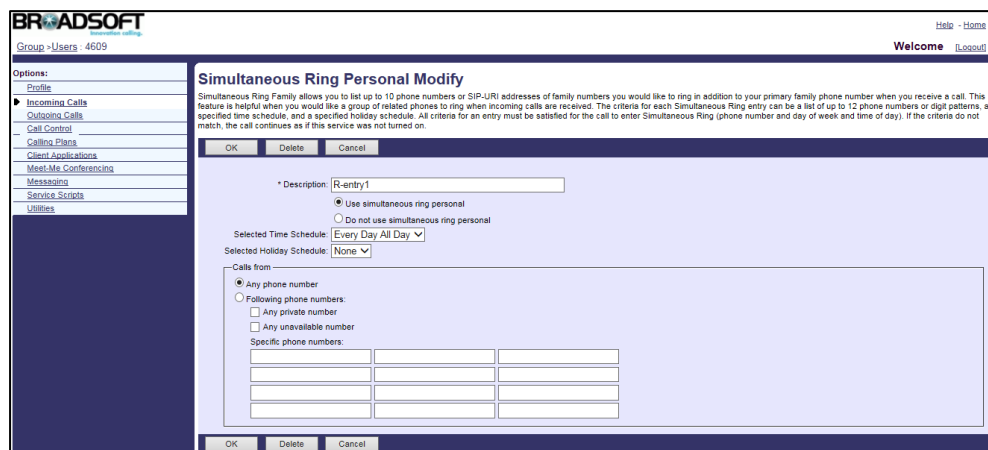 BROADSOFT
innovation calling.
Help - Home
Group >Users : 4609
Welcome [Logout]
Options:
Profile
Incoming Calls
Outgoing Calls
Call Control
Calling Plans
Client Applications
Meet-Me Conferencing
Messaging
Service Scripts
Utilities
Simultaneous Ring Personal Modify
Simultaneous Ring Family allows you to list up to 10 phone numbers or SIP-URI addresses of family numbers you would like to ring in addition to your primary family phone number when you receive a call. This
feature is helpful when you would like a group of related phones to ring when incoming calls are received. The criteria for each Simultaneous Ring entry can be a list of up to 12 phone numbers or digit patterns, a
specified time schedule, and a specified holiday schedule. All criteria for an entry must be satisfied for the call to enter Simultaneous Ring (phone number and day of week and time of day). If the criteria do not
match, the call continues as if this service was not turned on.
OK Delete Cancel
* Description: R-entry1
Use simultaneous ring personal
Do not use simultaneous ring personal
Selected Time Schedule: Every Day All Day
Selected Holiday Schedule: None
Calls from
Any phone number
Following phone numbers:
Any private number
Any unavailable number
Specific phone numbers:
OK Delete Cancel